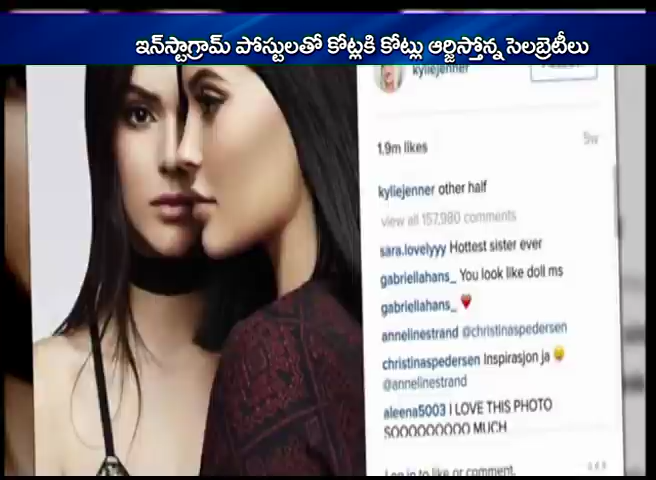 ఇన్‌స్టాగ్రామ్ పోస్టులతో కోట్లకి కోట్లు ఆర్జిస్తోన్న సెలబ్రెటీలు
kyliejenner
1.9m likes
9w
kyliejenner other half
view all 157,980 comments
sara.lovelyyy Hottest sister ever
gabriellahans_ You look like doll ms
gabriellahans_ ❤
annelinestrand @christinaspedersen
christinaspedersen Inspirasjon ja 😉
@annelinestrand
aleena5003 I LOVE THIS PHOTO
SOOOOOOOOO MUCH
Log in to like or comment.